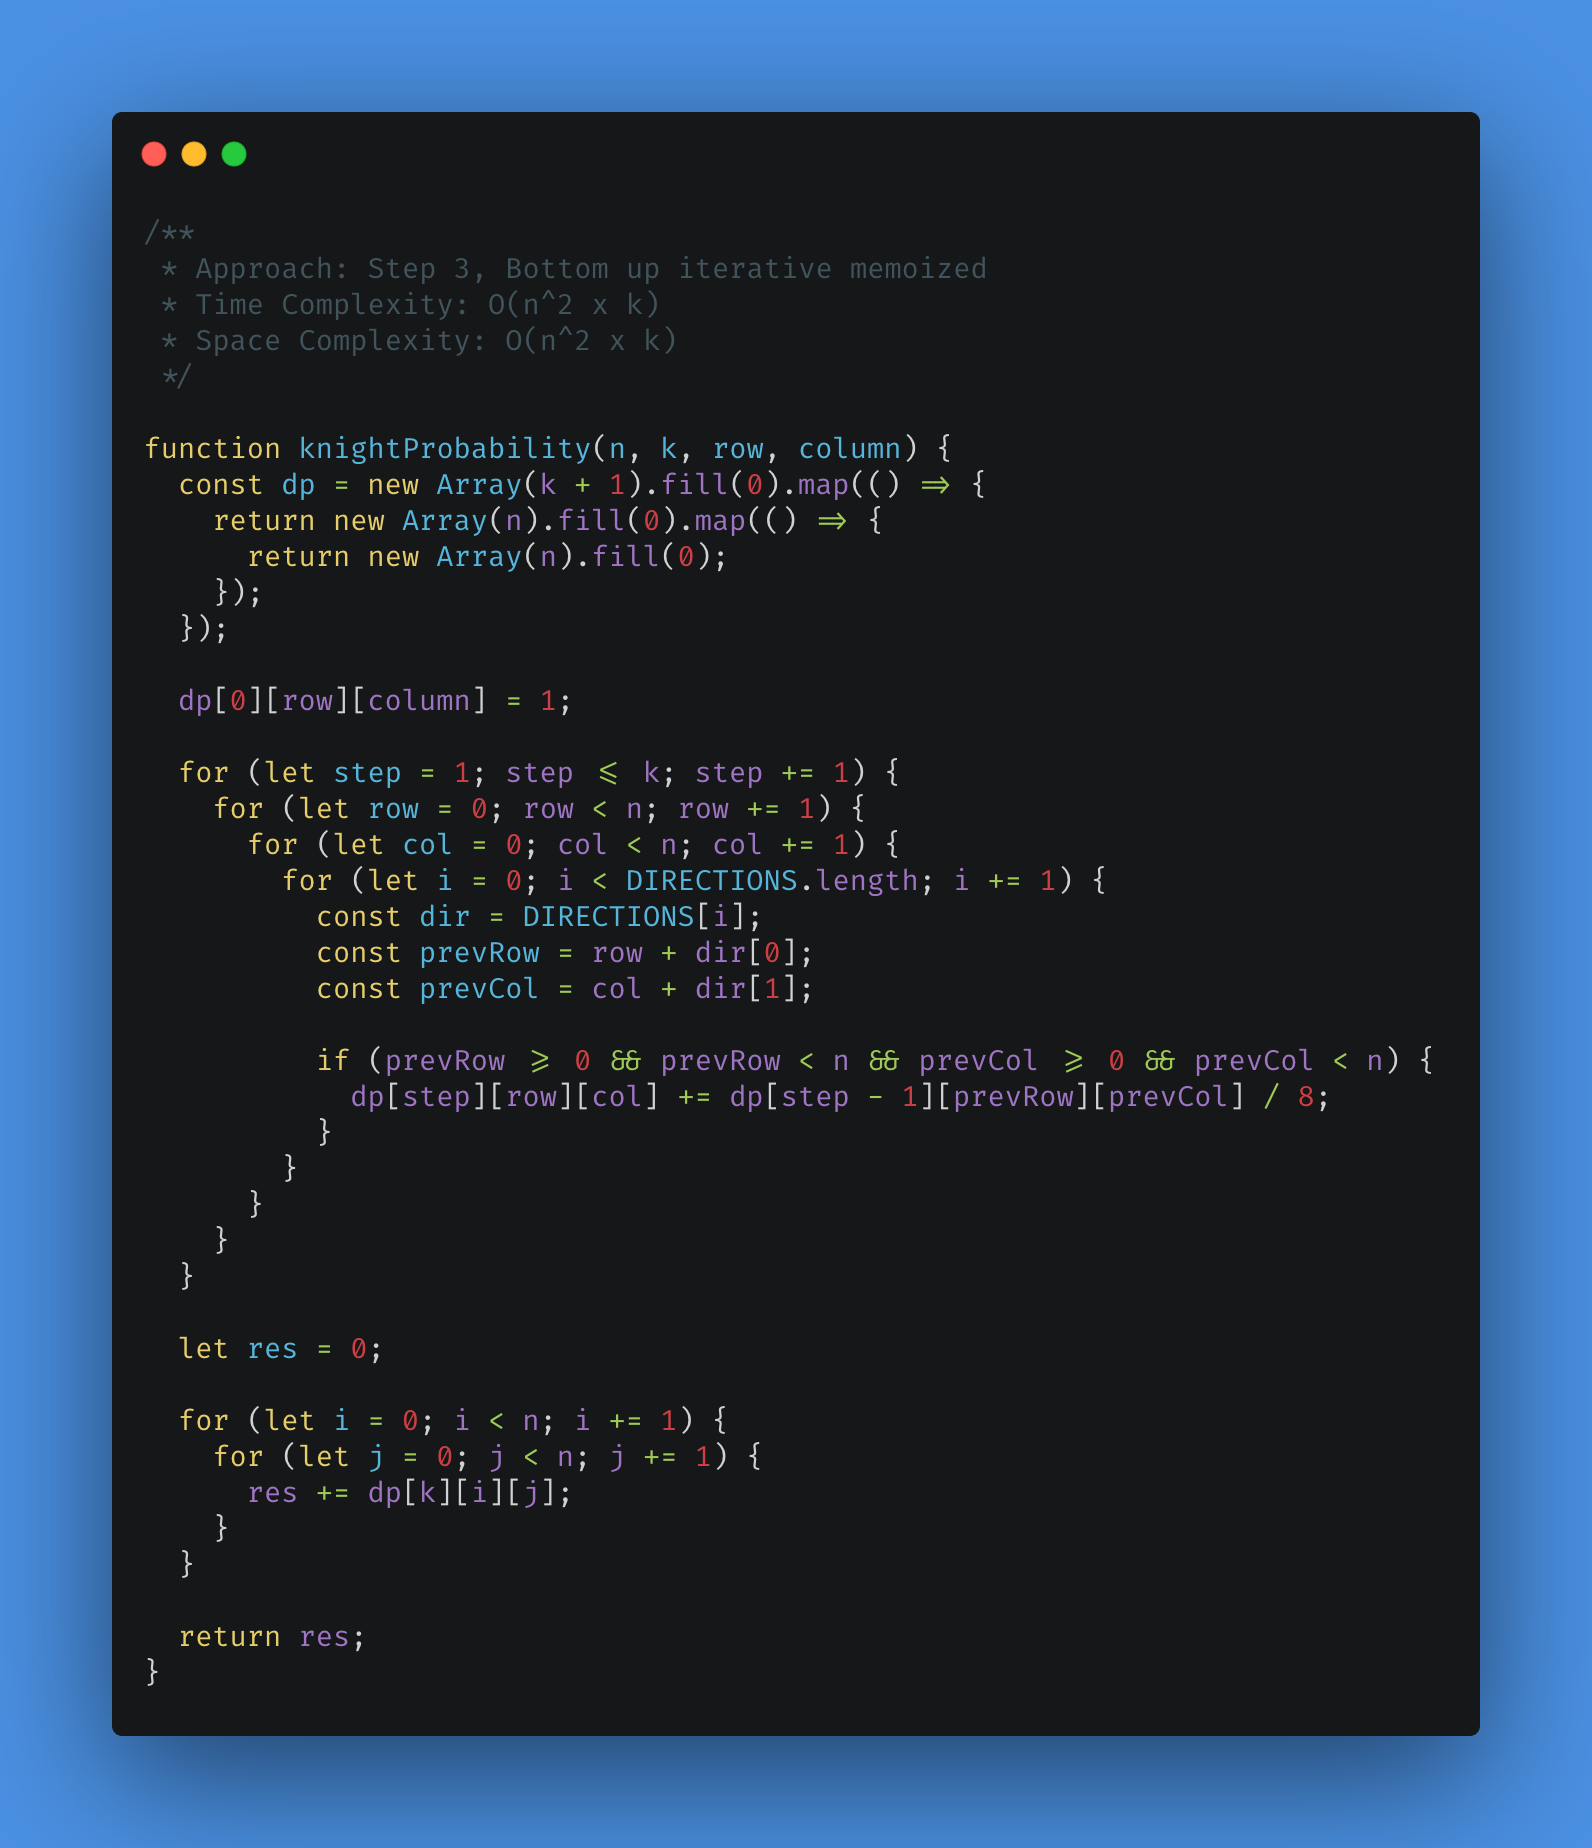 /**
 * Approach: Step 3, Bottom up iterative memoized
 * Time Complexity: O(n^2 x k)
 * Space Complexity: O(n^2 x k)
 */

function knightProbability(n, k, row, column) {
  const dp = new Array(k + 1).fill(0).map(() => {
    return new Array(n).fill(0).map(() => {
      return new Array(n).fill(0);
    });
  });

  dp[0][row][column] = 1;

  for (let step = 1; step <= k; step += 1) {
    for (let row = 0; row < n; row += 1) {
      for (let col = 0; col < n; col += 1) {
        for (let i = 0; i < DIRECTIONS.length; i += 1) {
          const dir = DIRECTIONS[i];
          const prevRow = row + dir[0];
          const prevCol = col + dir[1];

          if (prevRow >= 0 && prevRow < n && prevCol >= 0 && prevCol < n) {
            dp[step][row][col] += dp[step - 1][prevRow][prevCol] / 8;
          }
        }
      }
    }
  }

  let res = 0;

  for (let i = 0; i < n; i += 1) {
    for (let j = 0; j < n; j += 1) {
      res += dp[k][i][j];
    }
  }

  return res;
}